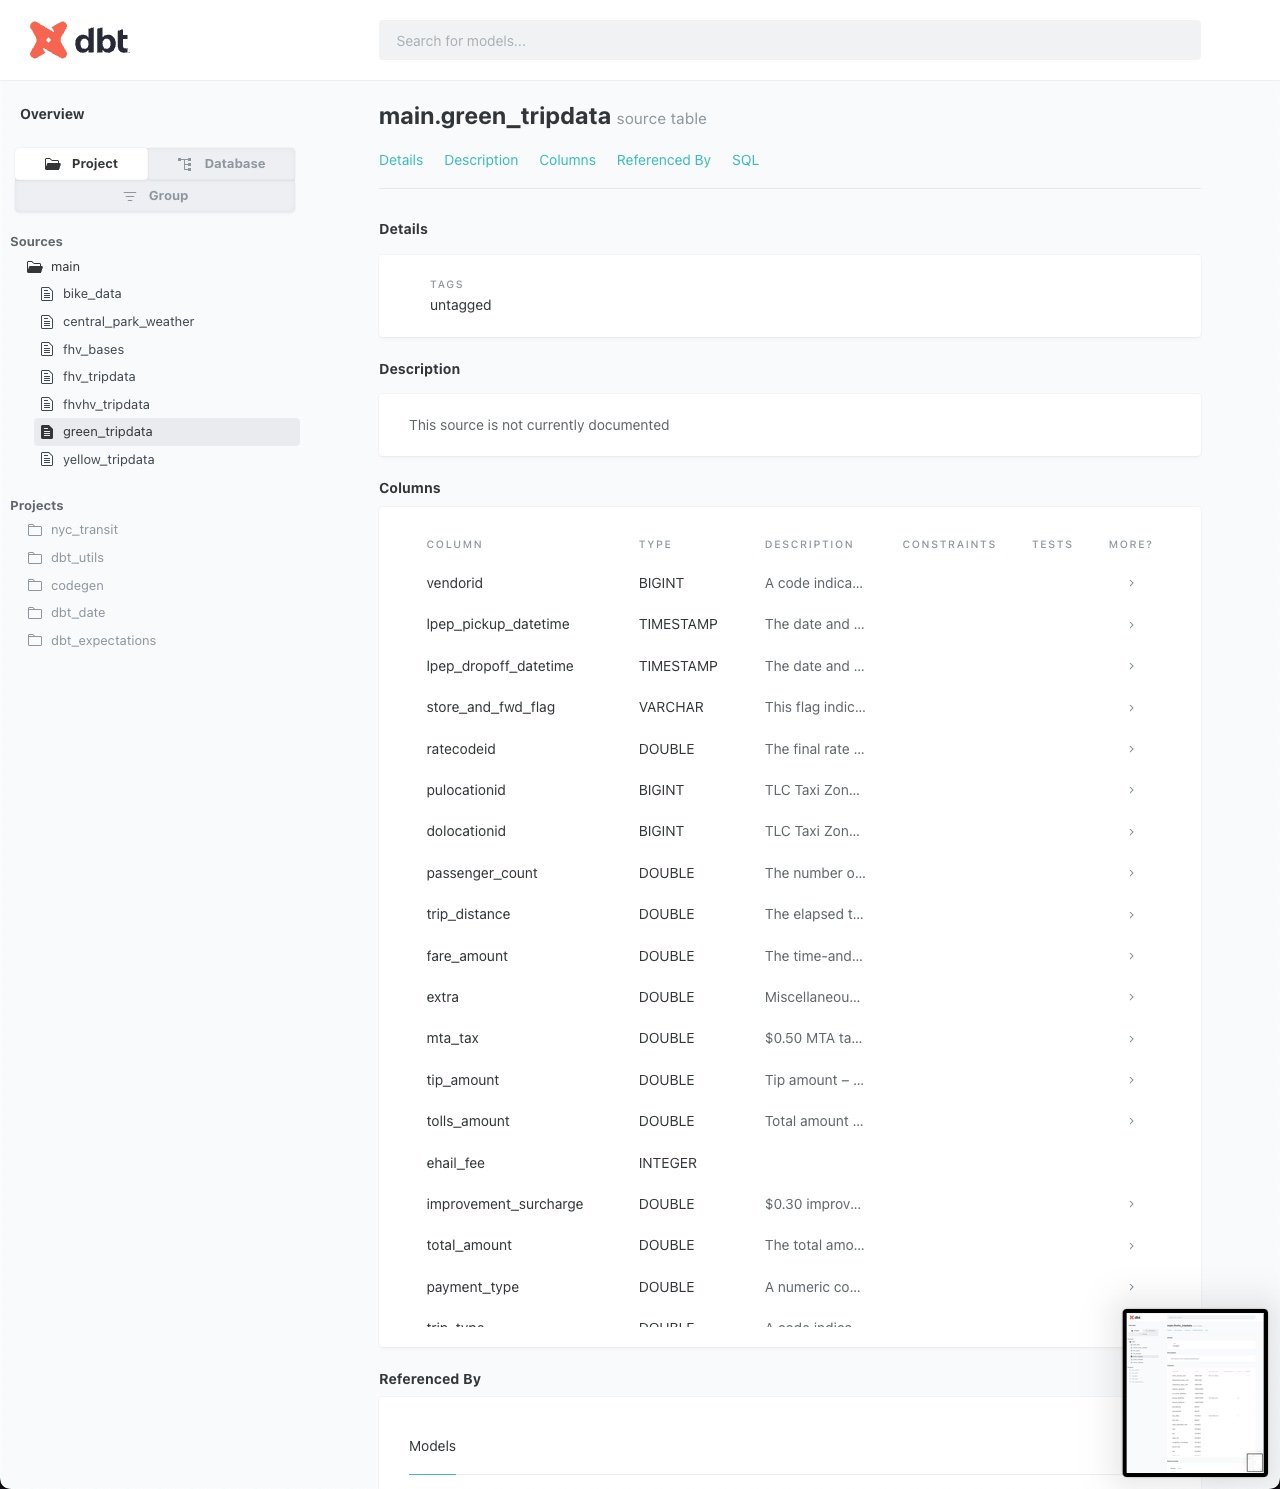 dbt
Search for models...
Overview
Project
Database
Group
Sources
main
bike_data
central_park_weather
fhv_bases
fhv_tripdata
fhvhv_tripdata
green_tripdata
yellow_tripdata
Projects
nyc_transit
dbt_utils
codegen
dbt_date
dbt_expectations
main.green_tripdata source table
Details Description Columns Referenced By SQL
Details
TAGS
untagged
Description
This source is not currently documented
Columns
COLUMN TYPE DESCRIPTION CONSTRAINTS TESTS MORE?
vendorid BIGINT A code indica...
lpep_pickup_datetime TIMESTAMP The date and ...
lpep_dropoff_datetime TIMESTAMP The date and ...
store_and_fwd_flag VARCHAR This flag indic...
ratecodeid DOUBLE The final rate ...
pulocationid BIGINT TLC Taxi Zon...
dolocationid BIGINT TLC Taxi Zon...
passenger_count DOUBLE The number o...
trip_distance DOUBLE The elapsed t...
fare_amount DOUBLE The time-and...
extra DOUBLE Miscellaneou...
mta_tax DOUBLE $0.50 MTA ta...
tip_amount DOUBLE Tip amount – ...
tolls_amount DOUBLE Total amount ...
ehail_fee INTEGER
improvement_surcharge DOUBLE $0.30 improv...
total_amount DOUBLE The total amo...
payment_type DOUBLE A numeric co...
trip_type DOUBLE A code indica...
Referenced By
Models